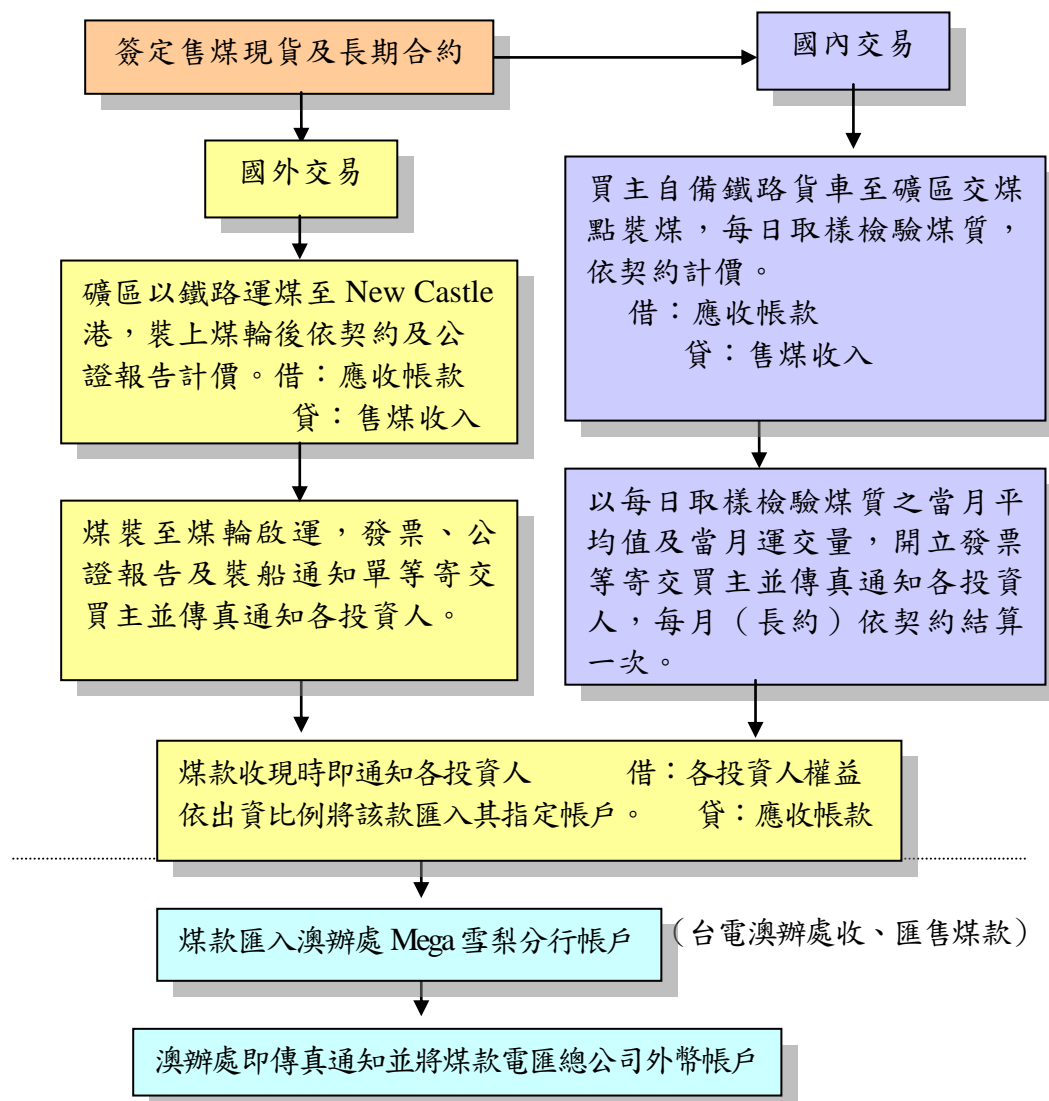 簽定售煤現貨及長期合約
國內交易
國外交易
礦區以鐵路運煤至 New Castle
港，裝上煤輪後依契約及公
證報告計價。借：應收帳款
貸：售煤收入
買主自備鐵路貨車至礦區交煤
點裝煤，每日取樣檢驗煤質，
依契約計價。
借：應收帳款
貸：售煤收入
煤裝至煤輪啟運，發票、公
證報告及裝船通知單等寄交
買主並傳真通知各投資人。
以每日取樣檢驗煤質之當月平
均值及當月運交量，開立發票
等寄交買主並傳真通知各投資
人，每月（長約）依契約結算
一次。
煤款收現時即通知各投資人 借：各投資人權益
依出資比例將該款匯入其指定帳戶。 貸：應收帳款
煤款匯入澳辦處 Mega 雪梨分行帳戶
（台電澳辦處收、匯售煤款）
澳辦處即傳真通知並將煤款電匯總公司外幣帳戶